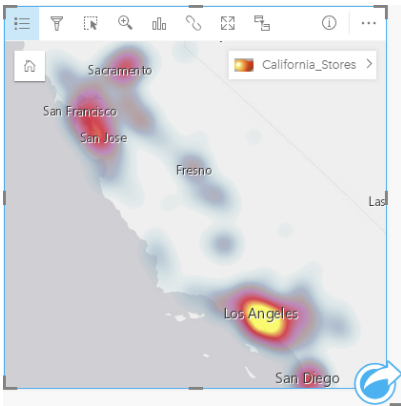 California_Stores
Sacramento
San Francisco
San Jose
Fresno
Las
Los Angeles
San Diego